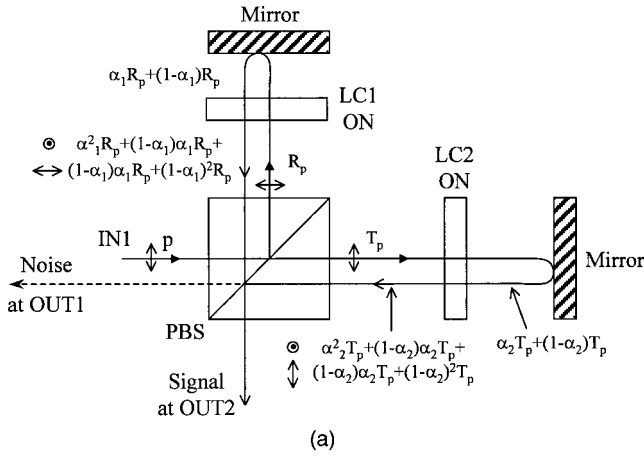 Mirror
α₁Rₚ+(1-α₁)Rₚ
LC1
ON
α²₁Rₚ+(1-α₁)α₁Rₚ+
(1-α₁)α₁Rₚ+(1-α₁)²Rₚ
Rₚ
LC2
ON
IN1
p
Tₚ
Noise
at OUT1
Mirror
PBS
α²₂Tₚ+(1-α₂)α₂Tₚ+
(1-α₂)α₂Tₚ+(1-α₂)²Tₚ
α₂Tₚ+(1-α₂)Tₚ
Signal
at OUT2
(a)